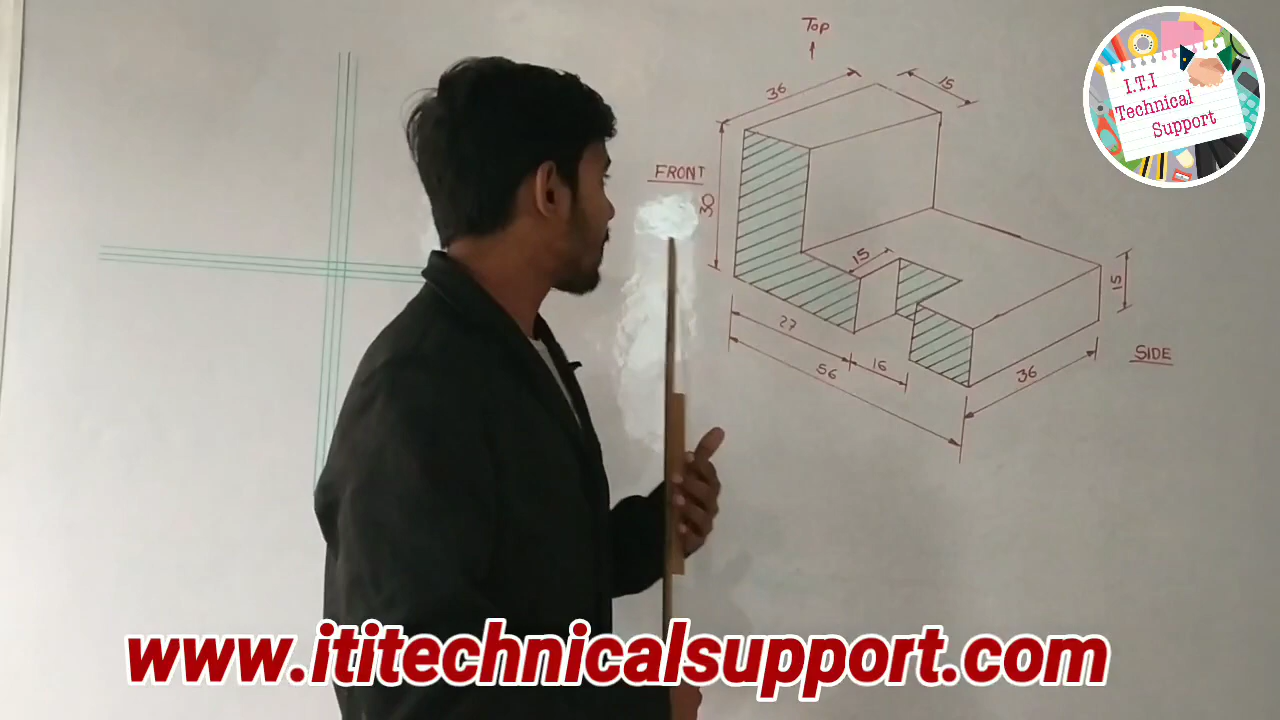 Top
36
15
I.T.I
Technical
Support
FRONT
30
15
15
27
16
56
36
SIDE
www.ititechnicalsupport.com